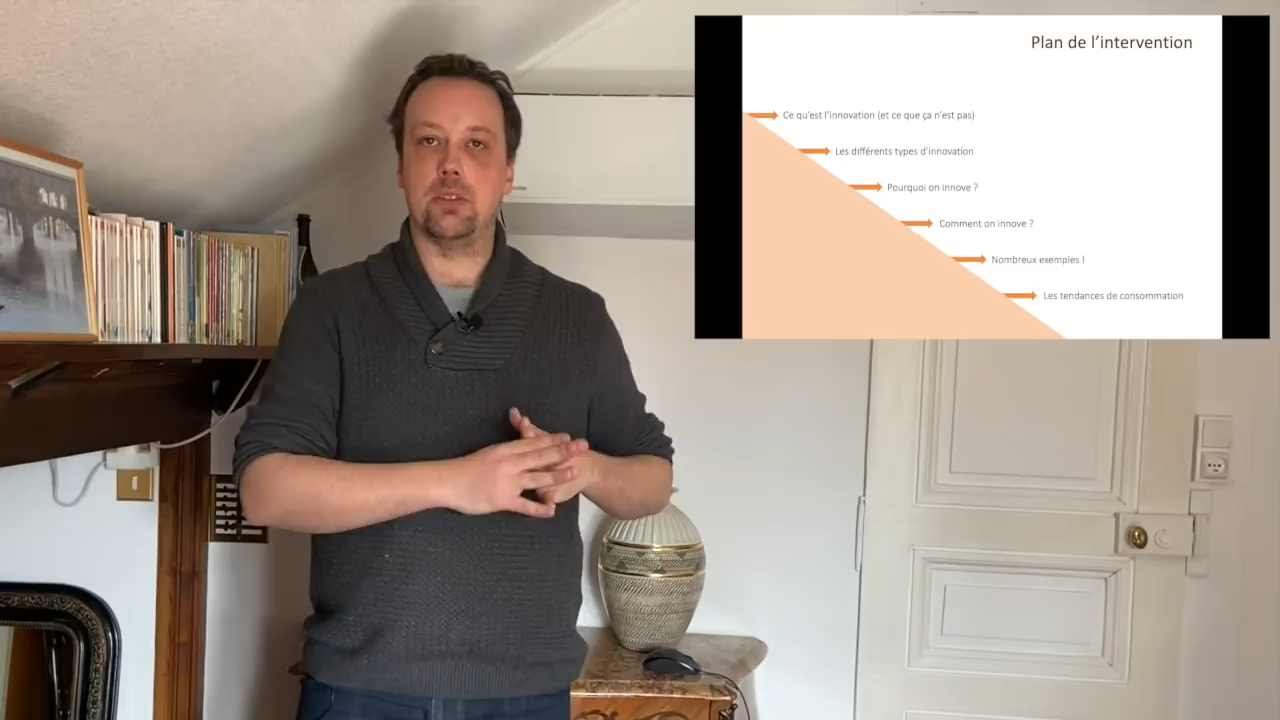 Plan de l’intervention
Ce qu’est l’innovation (et ce que ça n’est pas)
Les différents types d’innovation
Pourquoi on innove ?
Comment on innove ?
Nombreux exemples !
Les tendances de consommation